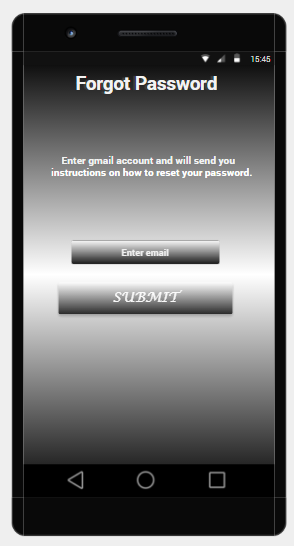 15:45
Forgot Password
Enter gmail account and will send you
instructions on how to reset your password.
Enter email
SUBMIT